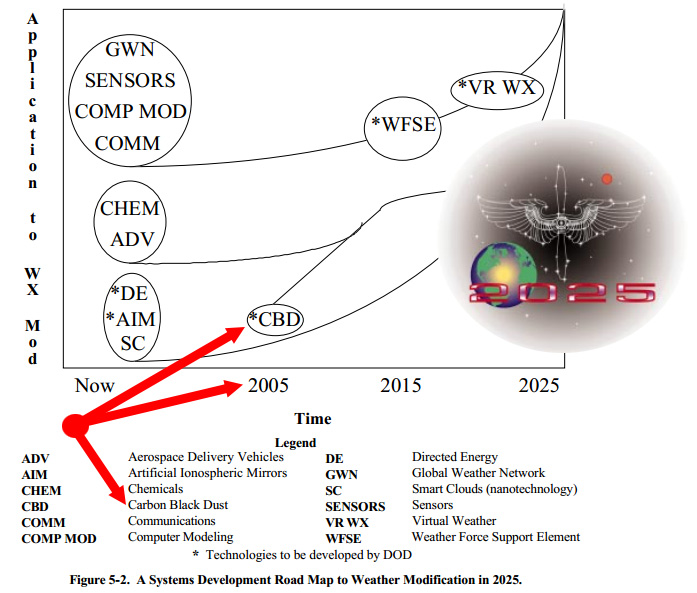 Application to WX Mod
GWN
SENSORS
COMP MOD
COMM
*VR WX
*WFSE
CHEM
ADV
*DE
*AIM
SC
*CBD
2025
Now 2005 2015 2025
Time
Legend
ADV Aerospace Delivery Vehicles DE Directed Energy
AIM Artificial Ionospheric Mirrors GWN Global Weather Network
CHEM Chemicals SC Smart Clouds (nanotechnology)
CBD Carbon Black Dust SENSORS Sensors
COMM Communications VR WX Virtual Weather
COMP MOD Computer Modeling WFSE Weather Force Support Element
* Technologies to be developed by DOD
Figure 5-2. A Systems Development Road Map to Weather Modification in 2025.